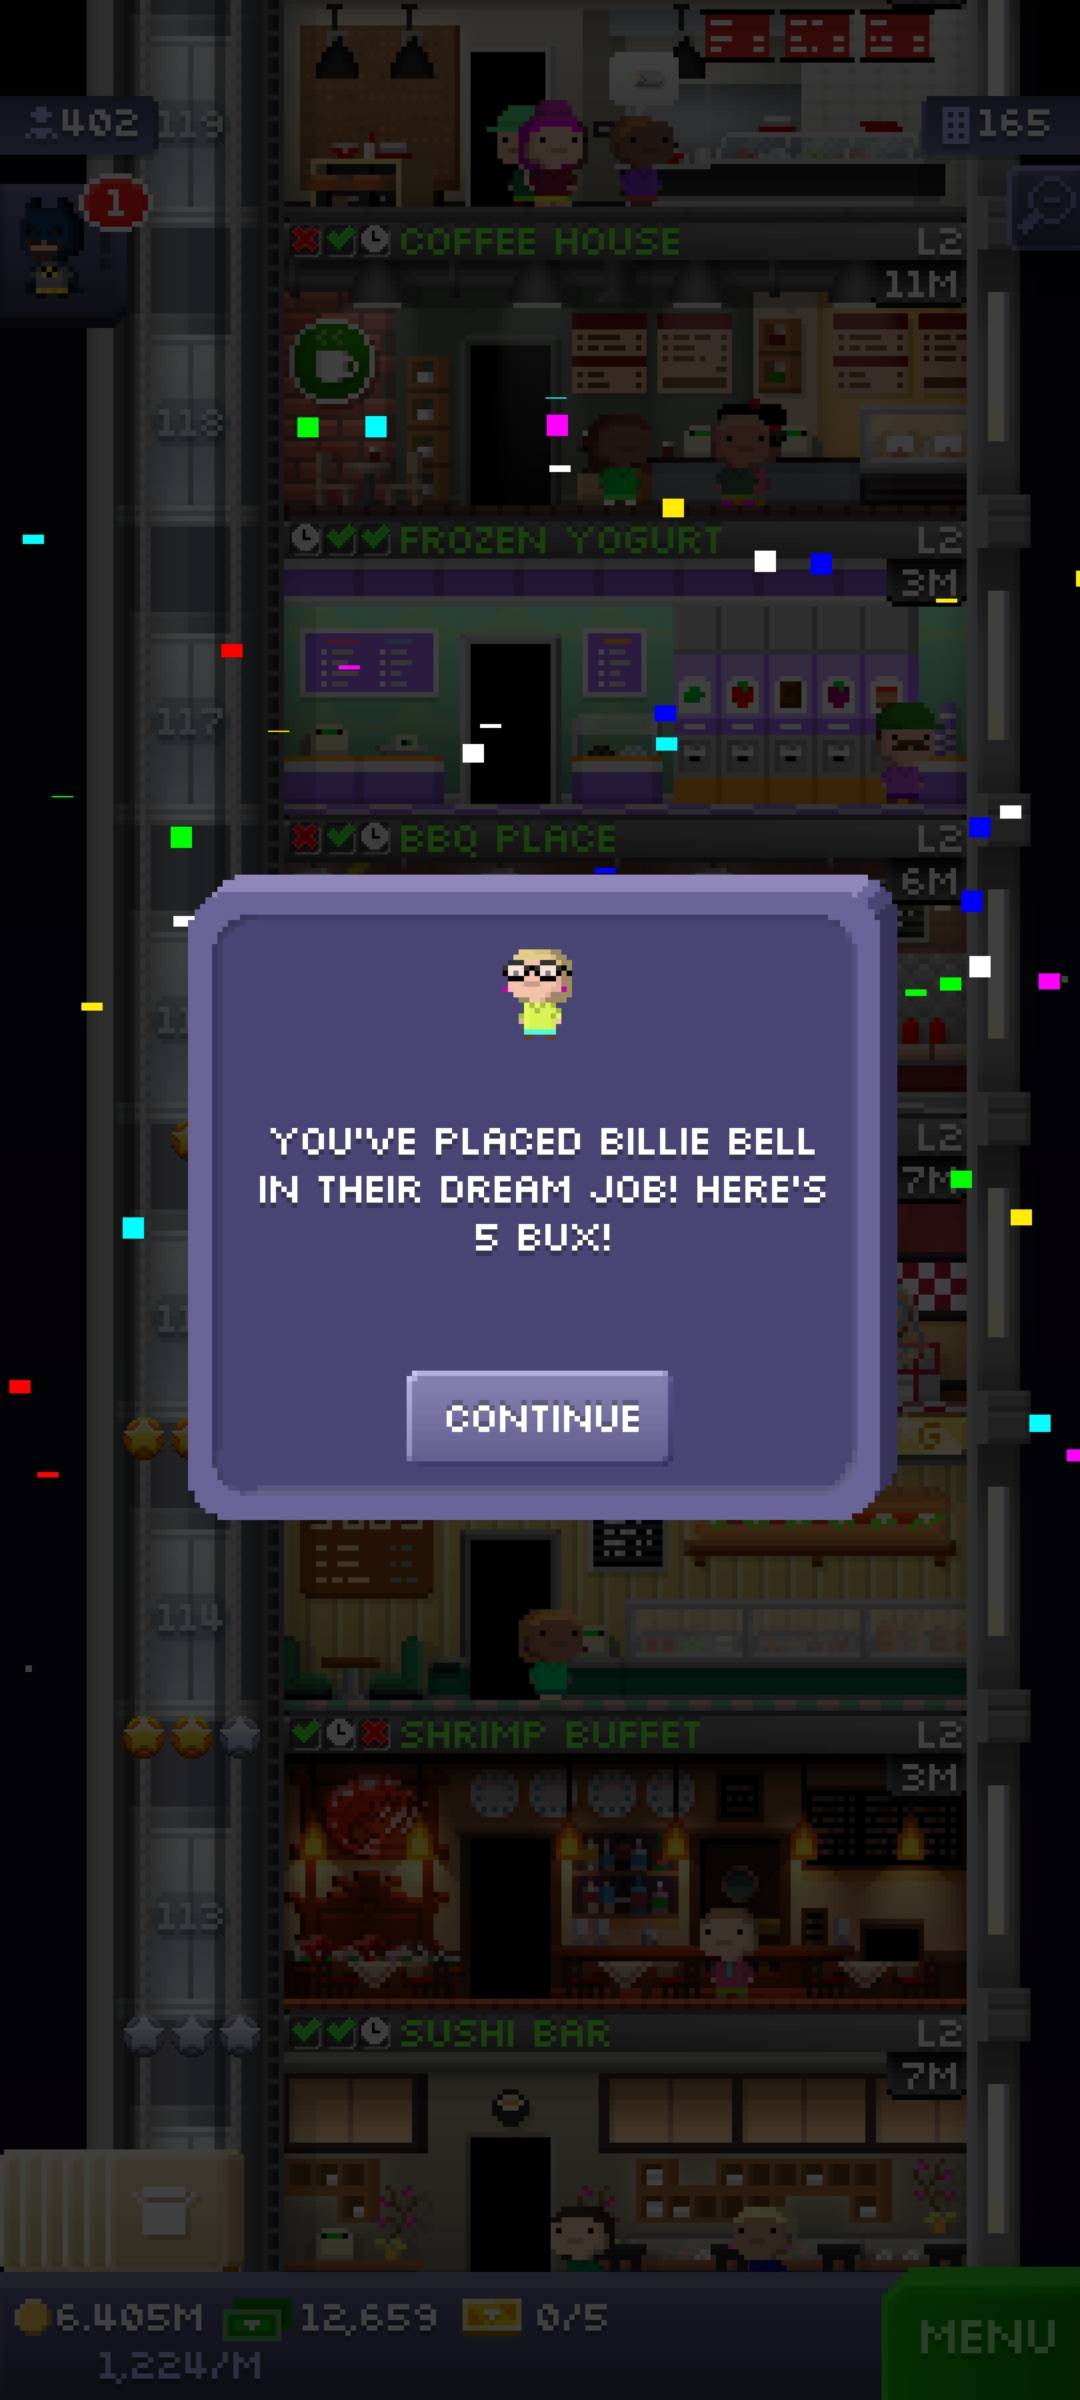 402
119
165
1
COFFEE HOUSE
L2
11M
118
FROZEN YOGURT
L2
3M
117
BBQ PLACE
L2
6M
YOU'VE PLACED BILLIE BELL
IN THEIR DREAM JOB! HERE'S
5 BUX!
L2
7M
CONTINUE
114
SHRIMP BUFFET
L2
3M
113
SUSHI BAR
L2
7M
6.405M
12,659
0/5
1,224/M
MENU